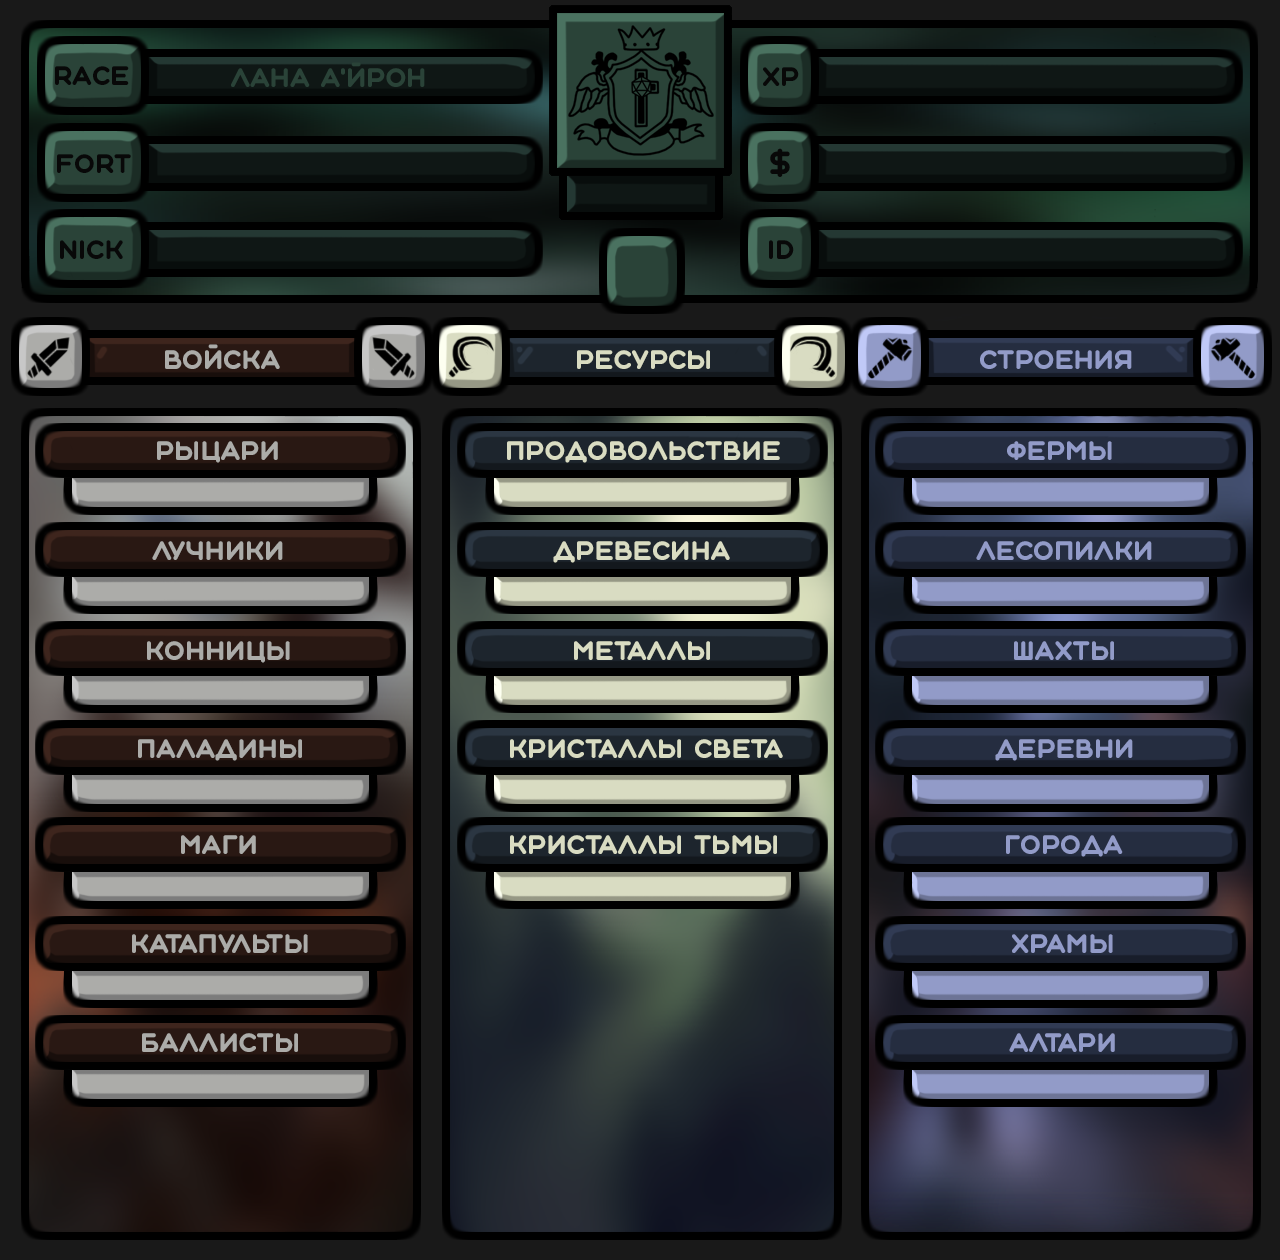 RACE
ЛАНА А'ЙРОН
XP
FORT
$
NICK
ID
ВОЙСКА
РЕСУРСЫ
СТРОЕНИЯ
РЫЦАРИ
ЛУЧНИКИ
КОННИЦЫ
ПАЛАДИНЫ
МАГИ
КАТАПУЛЬТЫ
БАЛЛИСТЫ
ПРОДОВОЛЬСТВИЕ
ДРЕВЕСИНА
МЕТАЛЛЫ
КРИСТАЛЛЫ СВЕТА
КРИСТАЛЛЫ ТЬМЫ
ФЕРМЫ
ЛЕСОПИЛКИ
ШАХТЫ
ДЕРЕВНИ
ГОРОДА
ХРАМЫ
АЛТАРИ